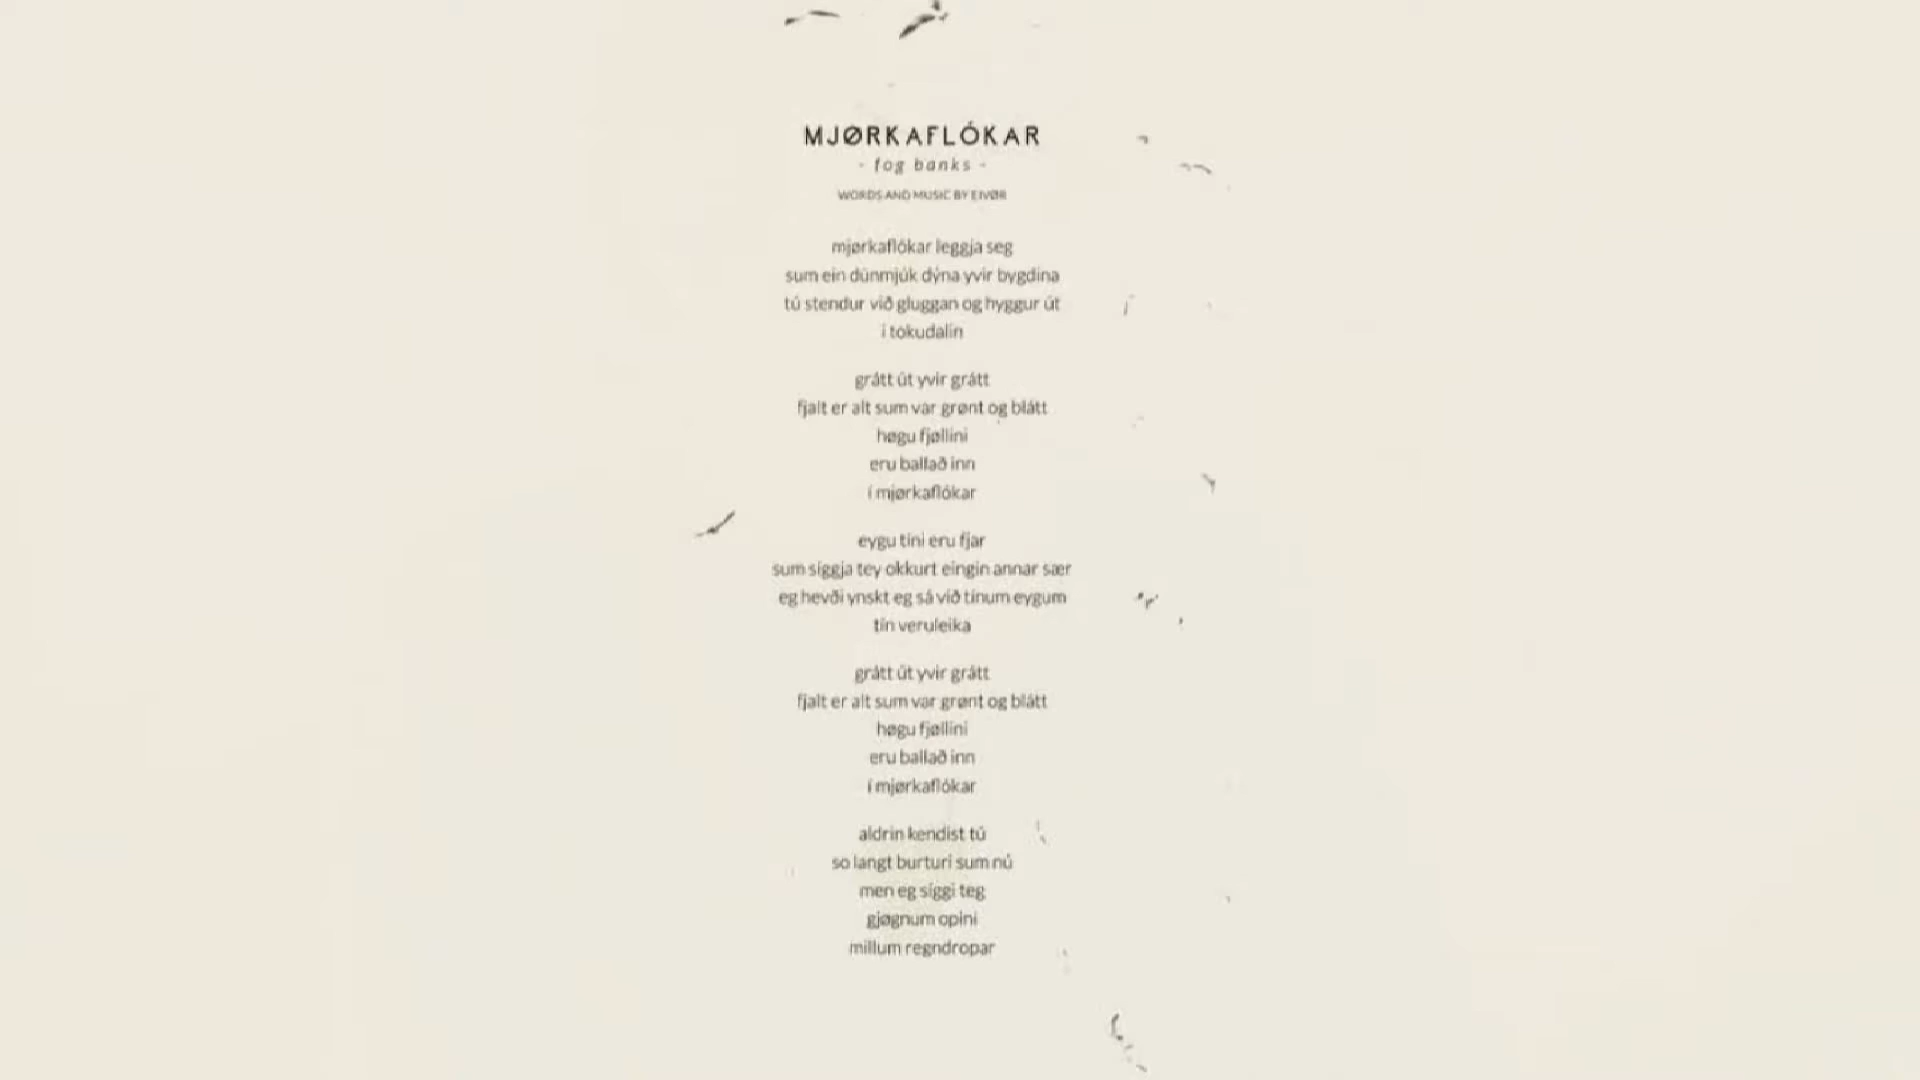 MJØRKAFLÓKAR
- fog banks -
WORDS AND MUSIC BY EIVØR
mjørkaflókar leggja seg
sum ein dúnmjúk dýna yvir bygdina
tú stendur við gluggan og hyggur út
í tokudalin
grátt út yvir grátt
fjalt er alt sum var grønt og blátt
høgu fjøllini
eru ballað inn
í mjørkaflókar
eygu tíni eru fjar
sum síggja tey okkurt eingin annar sær
eg hevði ynskt eg sá við tínum eygum
tín veruleika
grátt út yvir grátt
fjalt er alt sum var grønt og blátt
høgu fjøllini
eru ballað inn
í mjørkaflókar
aldrin kendist tú
so langt burturi sum nú
men eg síggi teg
gjøgnum opini
millum regndropar